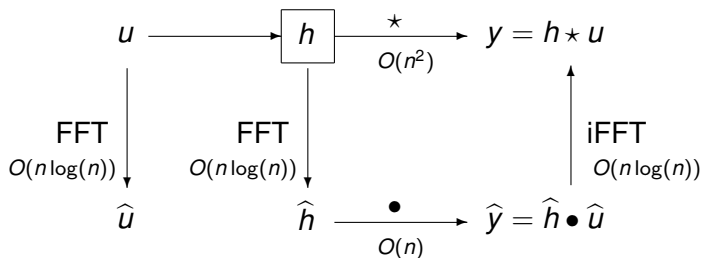 u h ⋆ y = h ⋆ u
O(n²)
FFT FFT iFFT
O(n log(n)) O(n log(n)) O(n log(n))
û ĥ • ŷ = ĥ • û
O(n)